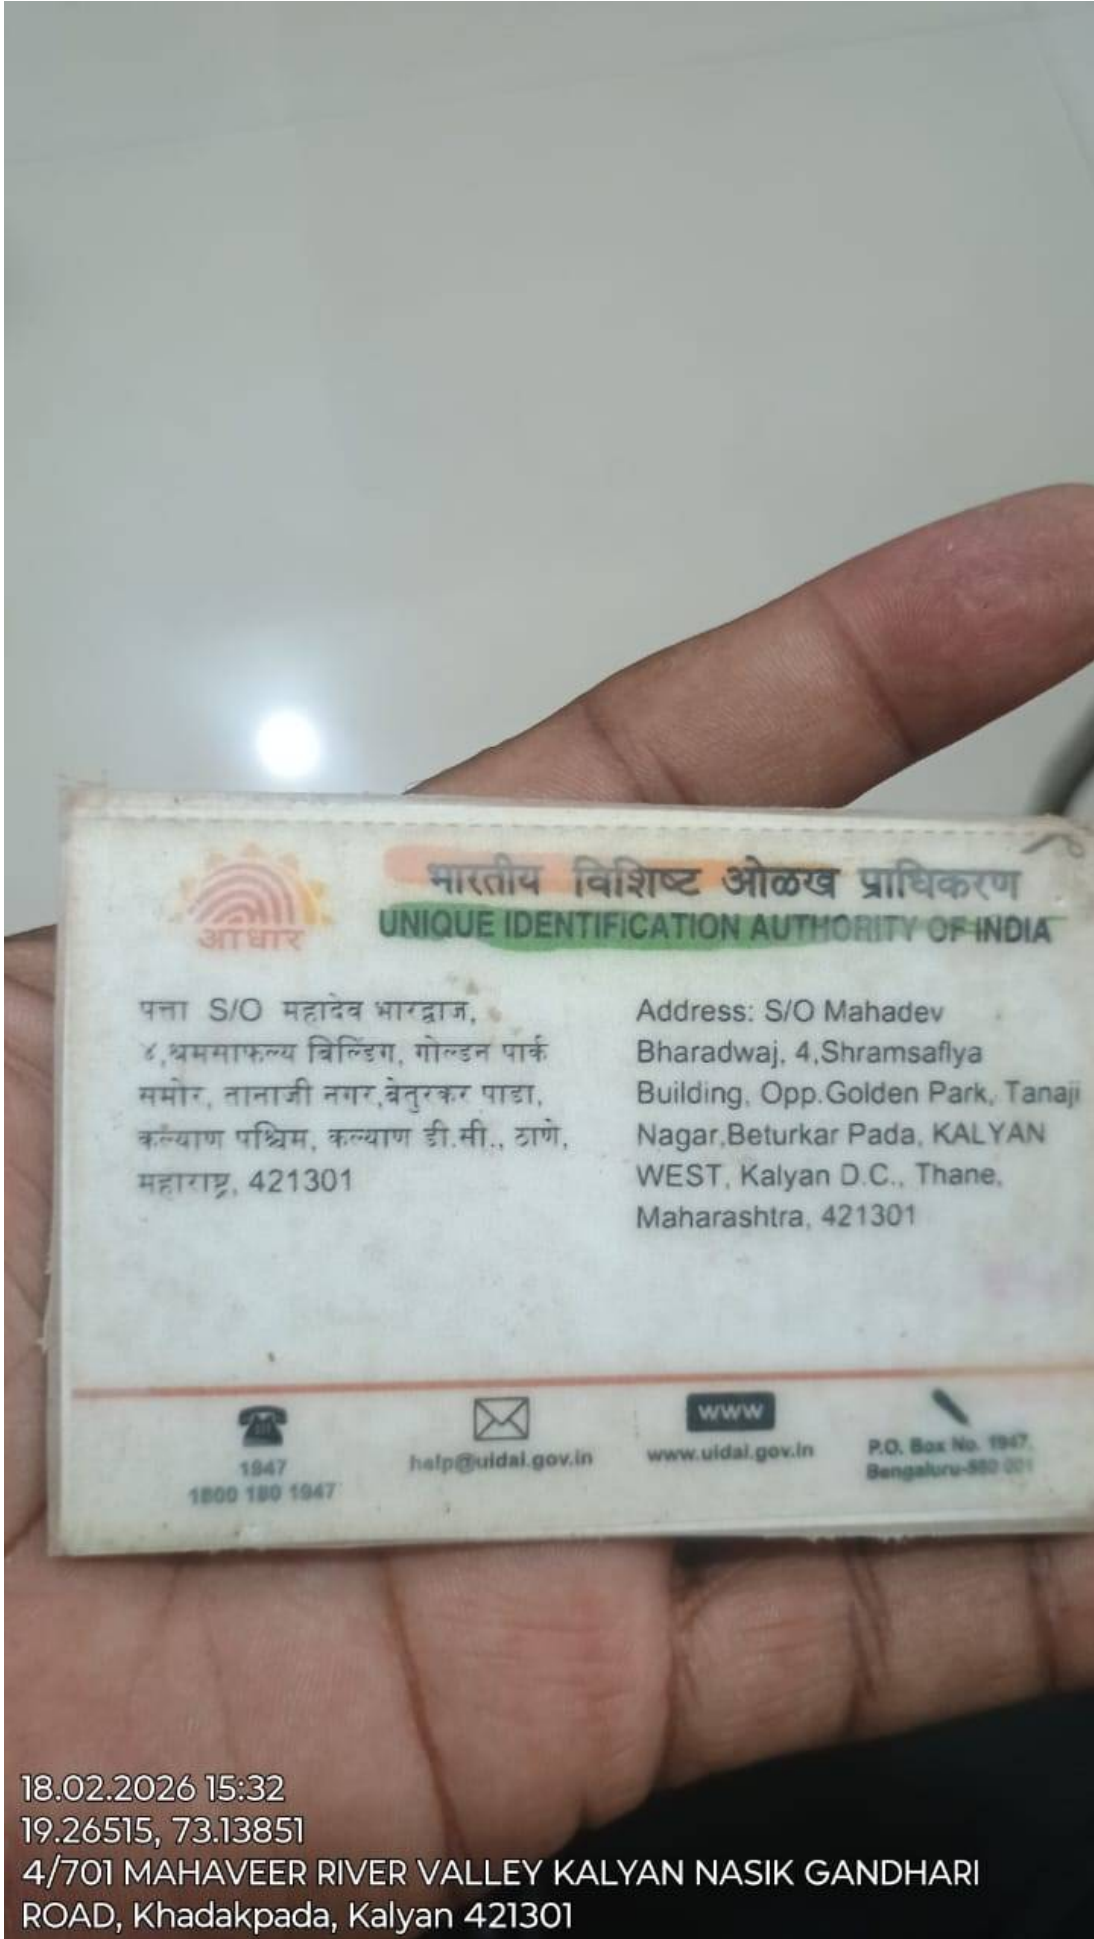 आधार
भारतीय विशिष्ट ओळख प्राधिकरण
UNIQUE IDENTIFICATION AUTHORITY OF INDIA
पत्ता S/O महादेव भारद्वाज,
४,श्रमसाफल्य बिल्डिंग, गोल्डन पार्क
समोर, तानाजी नगर,बेतुरकर पाडा,
कल्याण पश्चिम, कल्याण डी.सी., ठाणे,
महाराष्ट्र, 421301
Address: S/O Mahadev
Bharadwaj, 4,Shramsaflya
Building, Opp.Golden Park, Tanaji
Nagar,Beturkar Pada, KALYAN
WEST, Kalyan D.C., Thane,
Maharashtra, 421301
1947
1800 180 1947
help@uidai.gov.in
www
www.uidai.gov.in
P.O. Box No. 1947,
Bengaluru-560 001
18.02.2026 15:32
19.26515, 73.13851
4/701 MAHAVEER RIVER VALLEY KALYAN NASIK GANDHARI
ROAD, Khadakpada, Kalyan 421301